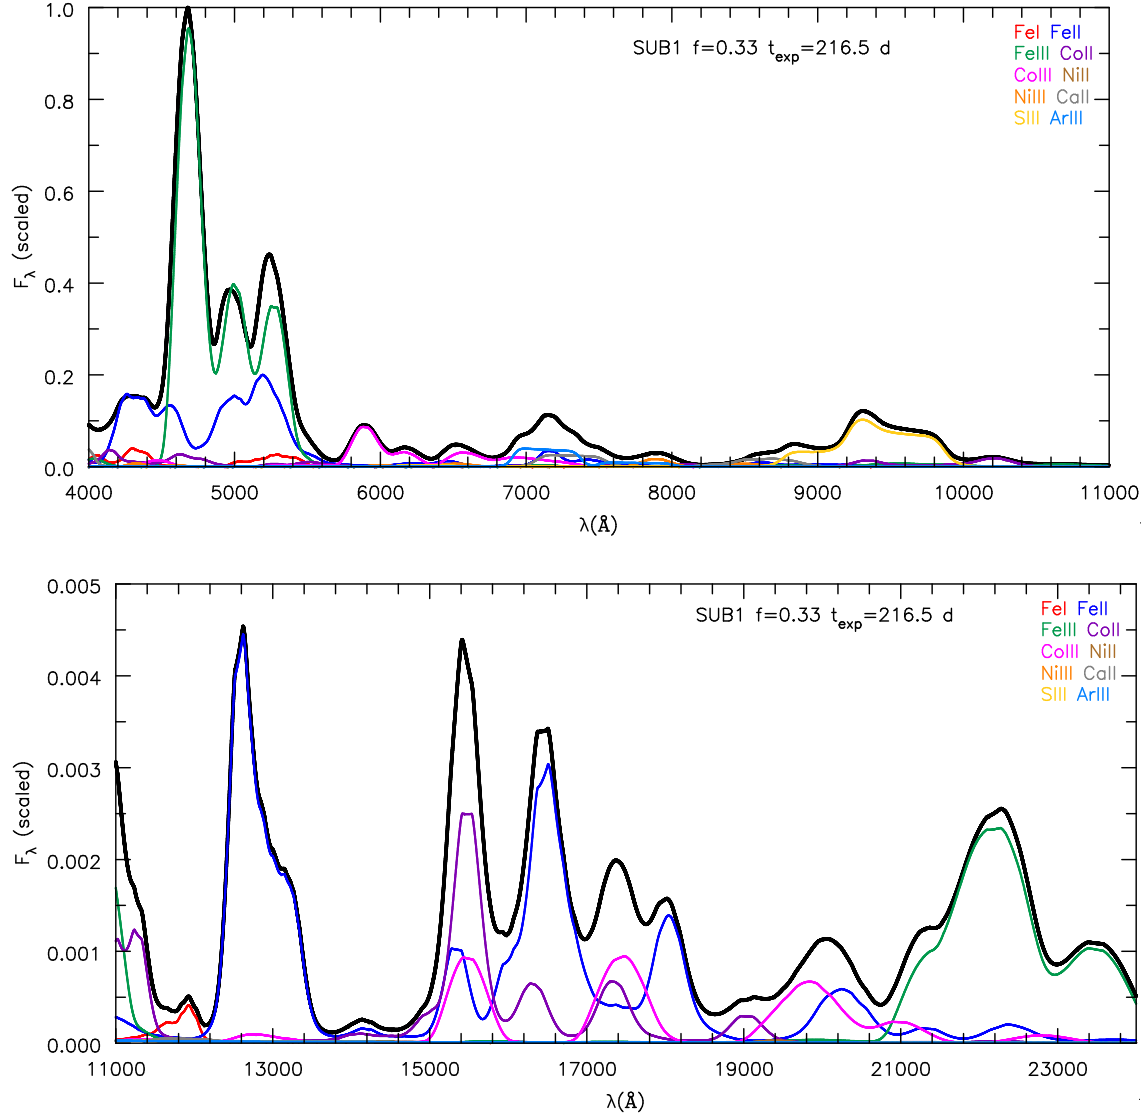 1.0
0.8
0.6
0.4
0.2
0.0
F_λ (scaled)
SUB1 f=0.33 t_exp=216.5 d
FeI FeII
FeIII CoII
CoIII NiII
NiIII CaII
SIII ArIII
4000 5000 6000 7000 8000 9000 10000 11000
λ(Å)
0.005
0.004
0.003
0.002
0.001
0.000
F_λ (scaled)
SUB1 f=0.33 t_exp=216.5 d
FeI FeII
FeIII CoII
CoIII NiII
NiIII CaII
SIII ArIII
11000 13000 15000 17000 19000 21000 23000
λ(Å)